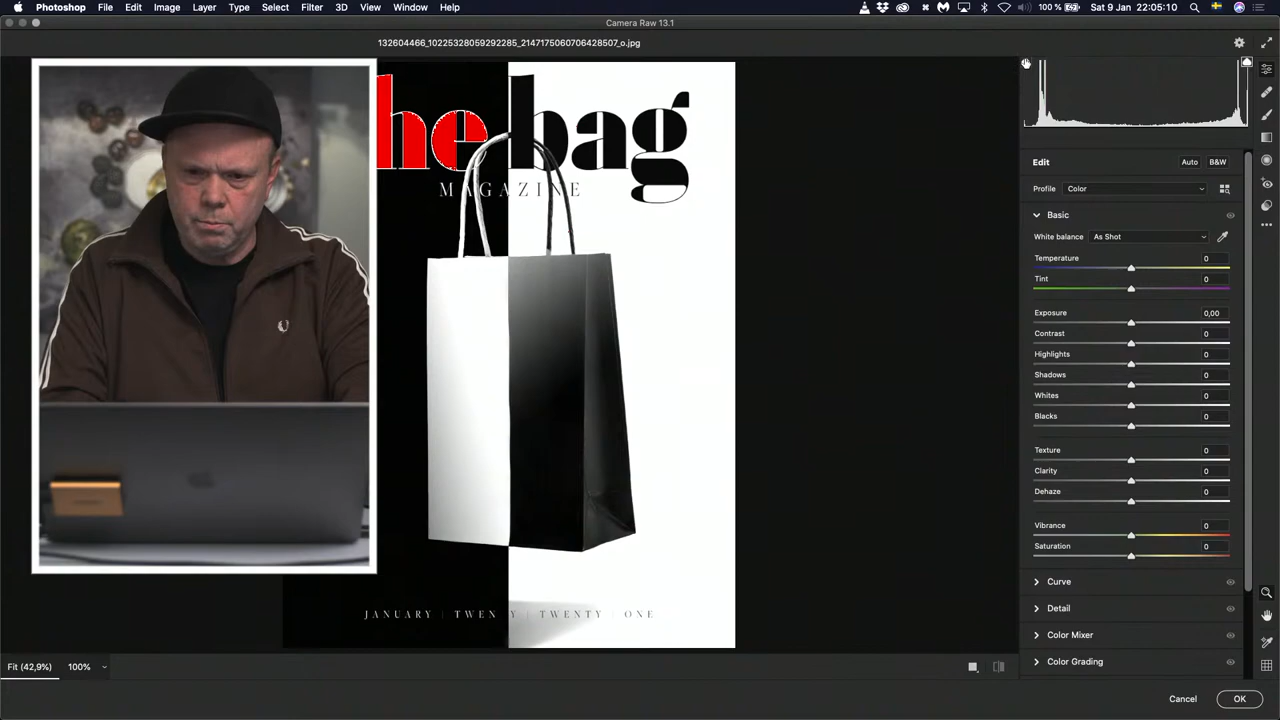 Photoshop File Edit Image Layer Type Select Filter 3D View Window Help 100 % Sat 9 Jan 22:05:10
Camera Raw 13.1
132604466_10225328059292285_2147175060706428507_o.jpg
he bag
MAGAZINE
JANUARY | TWENTY | TWENTY | ONE
Edit Auto B&W
Profile Color
Basic
White balance As Shot
Temperature 0
Tint 0
Exposure 0,00
Contrast 0
Highlights 0
Shadows 0
Whites 0
Blacks 0
Texture 0
Clarity 0
Dehaze 0
Vibrance 0
Saturation 0
Curve
Detail
Color Mixer
Color Grading
Fit (42,9%) 100%
Cancel OK